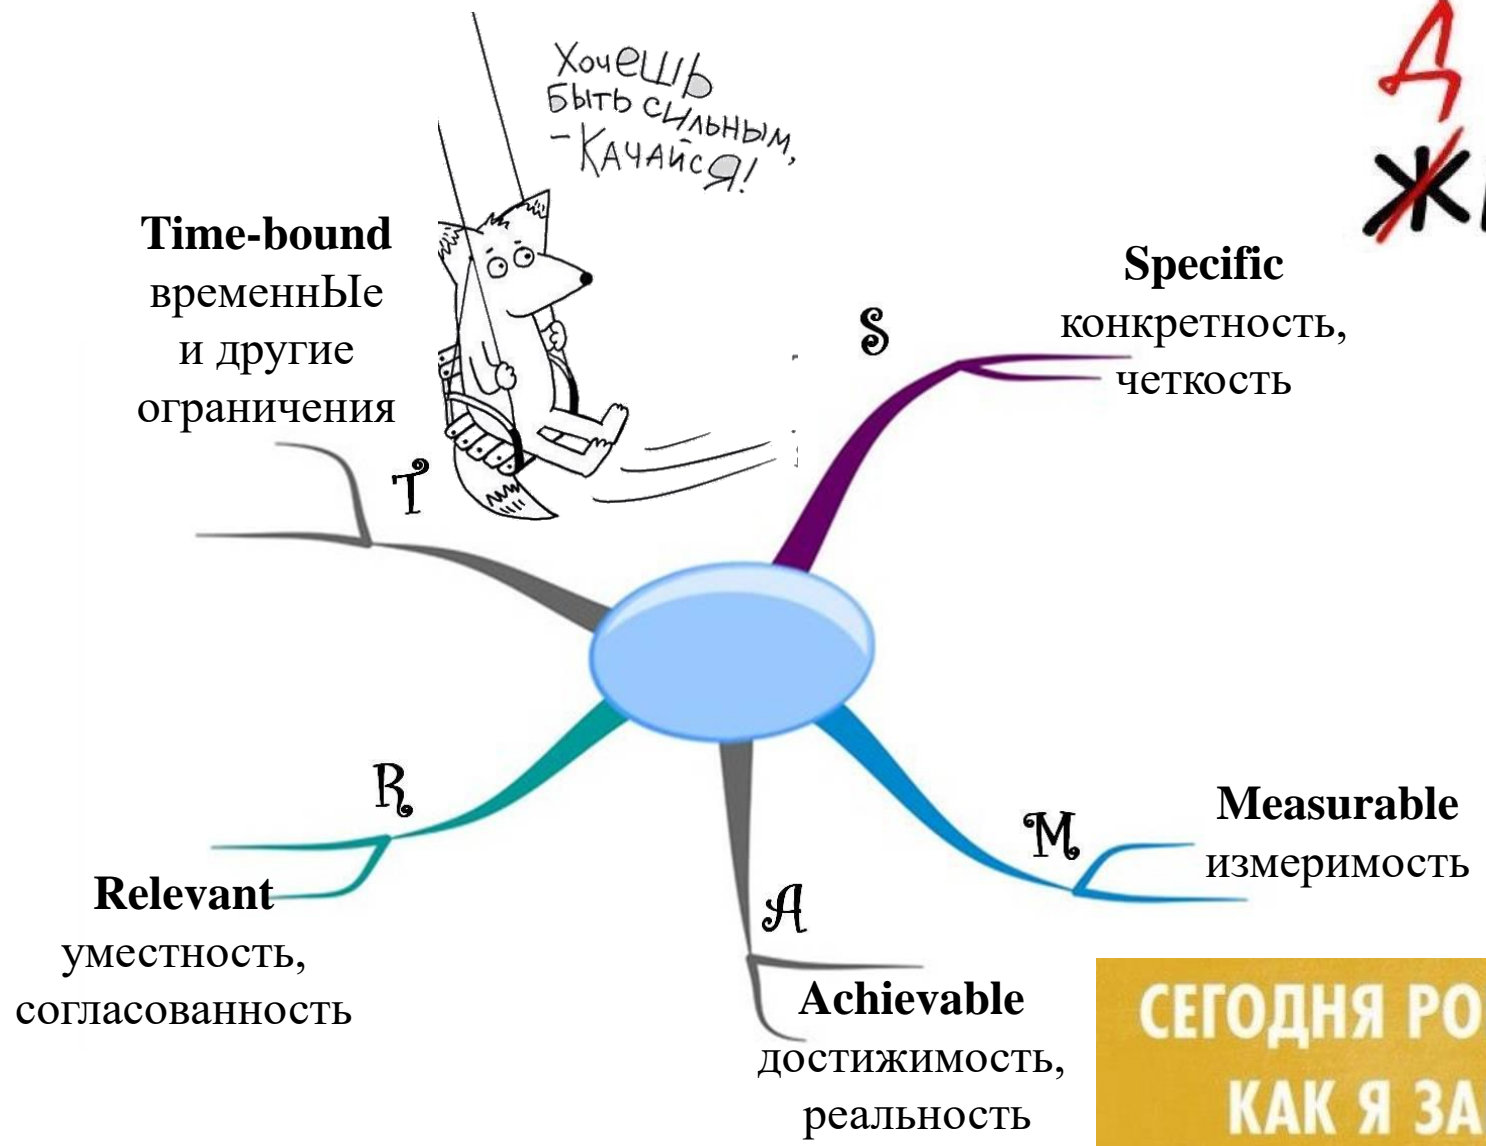 Хочешь
быть сильным,
- Качайся!
Д
Ж
Time-bound
временнЫе
и другие
ограничения
T
S
Specific
конкретность,
четкость
R
Relevant
уместность,
согласованность
M
Measurable
измеримость
A
Achievable
достижимость,
реальность
СЕГОДНЯ РО
КАК Я ЗА